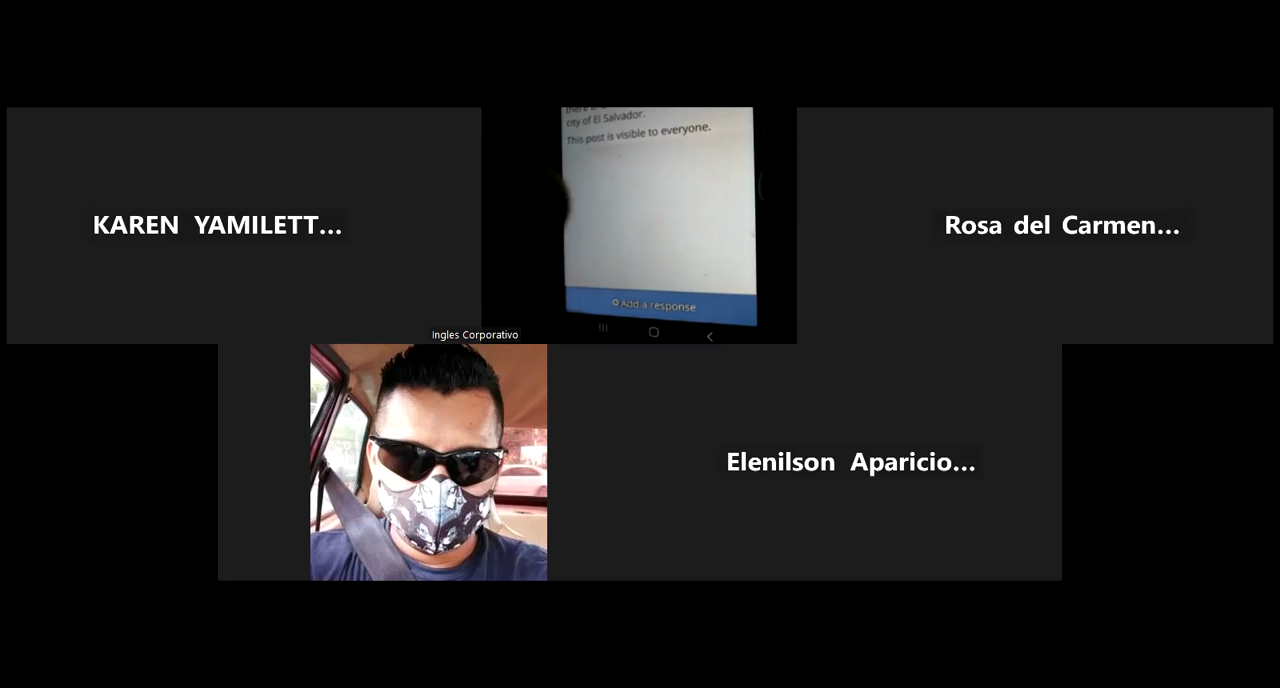 KAREN YAMILETT...
city of El Salvador.
This post is visible to everyone.
Add a response
Ingles Corporativo
Rosa del Carmen...
Elenilson Aparicio...